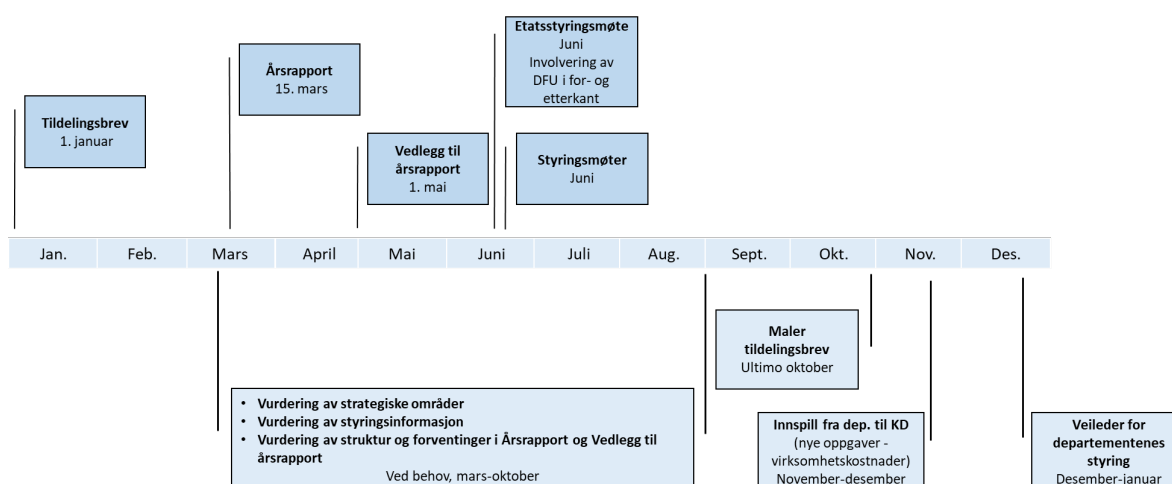 Tildelingsbrev
1. januar
Årsrapport
15. mars
Vedlegg til
årsrapport
1. mai
Etatsstyringsmøte
Juni
Involvering av
DFU i for- og
etterkant
Styringsmøter
Juni
Jan.
Feb.
Mars
April
Mai
Juni
Juli
Aug.
Sept.
Okt.
Nov.
Des.
• Vurdering av strategiske områder
• Vurdering av styringsinformasjon
• Vurdering av struktur og forventinger i Årsrapport og Vedlegg til
årsrapport
Ved behov, mars-oktober
Maler
tildelingsbrev
Ultimo oktober
Innspill fra dep. til KD
(nye oppgaver -
virksomhetskostnader)
November-desember
Veileder for
departementenes
styring
Desember-januar